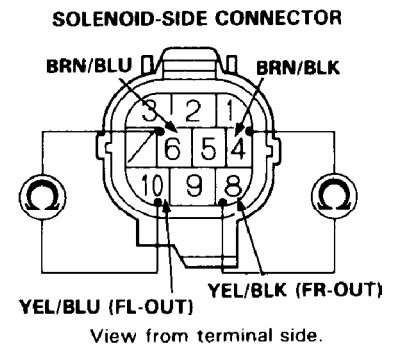 SOLENOID-SIDE CONNECTOR
BRN/BLU BRN/BLK
3 2 1
6 5 4
10 9 8
Ω Ω
YEL/BLU (FL-OUT) YEL/BLK (FR-OUT)
View from terminal side.